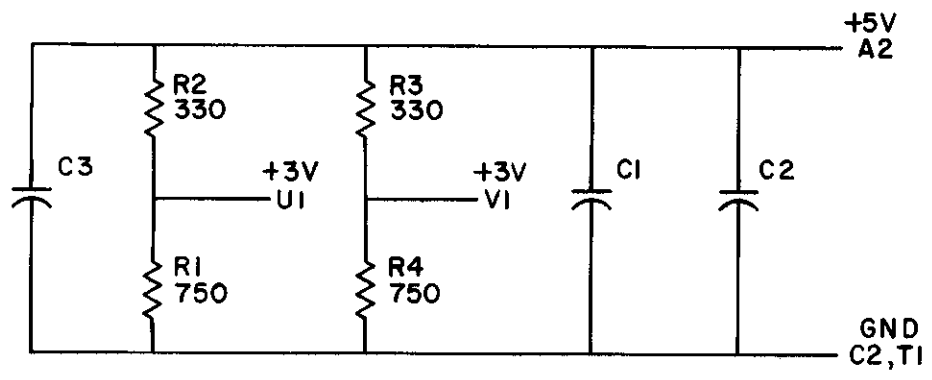 +5V
A2
R2
330
R3
330
C3
+3V
U1
+3V
V1
C1
C2
R1
750
R4
750
GND
C2,T1